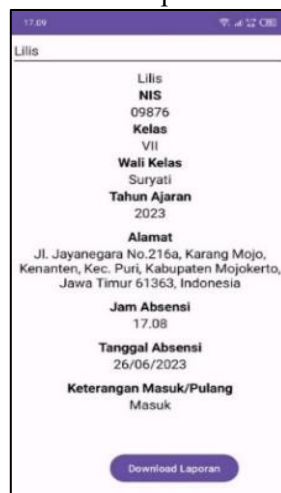 17.09
Lilis
Lilis
NIS
09876
Kelas
VII
Wali Kelas
Suryati
Tahun Ajaran
2023
Alamat
Jl. Jayanegara No.216a, Karang Mojo,
Kenanten, Kec. Puri, Kabupaten Mojokerto,
Jawa Timur 61363, Indonesia
Jam Absensi
17.08
Tanggal Absensi
26/06/2023
Keterangan Masuk/Pulang
Masuk
Download Laporan